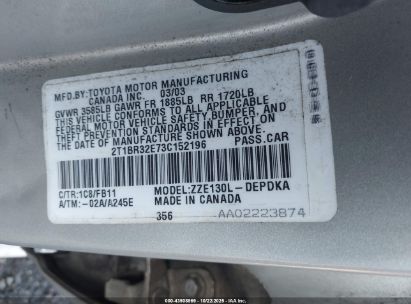 MFD.BY:TOYOTA MOTOR MANUFACTURING
CANADA INC. 03/03
GVWR 3585LB GAWR FR 1885LB RR 1720LB
THIS VEHICLE CONFORMS TO ALL APPLICABLE
FEDERAL MOTOR VEHICLE SAFETY, BUMPER, AND
THEFT PREVENTION STANDARDS IN EFFECT ON
THE DATE OF MANUFACTURE SHOWN ABOVE.
2T1BR32E73C152196 PASS.CAR
C/TR:1C8/FB11 MODEL:ZZE130L-DEPDKA
A/TM:-02A/A245E MADE IN CANADA
356 AA02223874